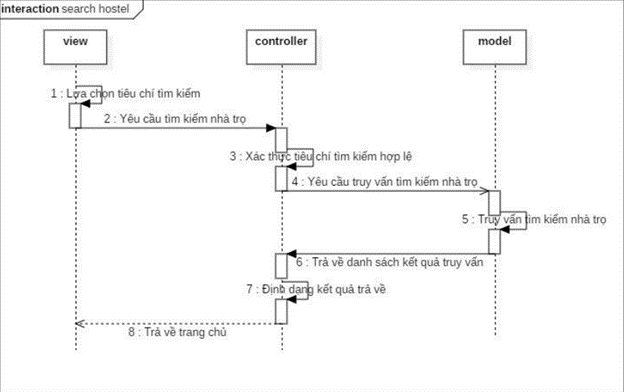 interaction search hostel
view
controller
model
1 : Lựa chọn tiêu chí tìm kiếm
2 : Yêu cầu tìm kiếm nhà trọ
3 : Xác thực tiêu chí tìm kiếm hợp lệ
4 : Yêu cầu truy vấn tìm kiếm nhà trọ
5 : Truy vấn tìm kiếm nhà trọ
6 : Trả về danh sách kết quả truy vấn
7 : Định dạng kết quả trả về
8 : Trả về trang chủ